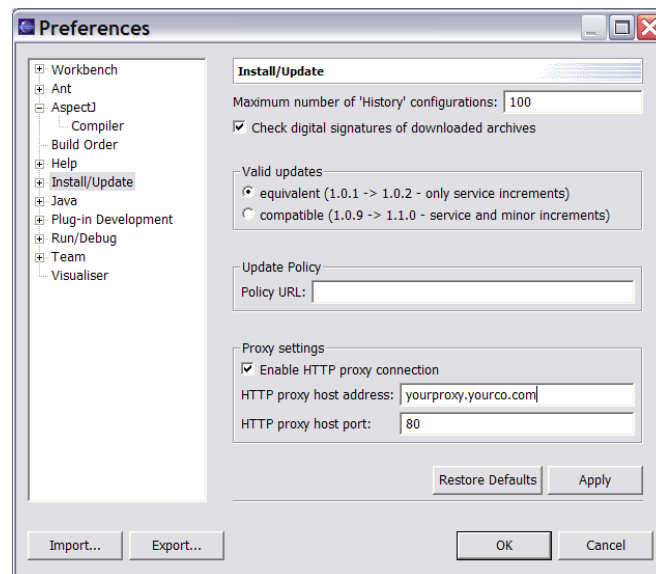 Preferences
Workbench
Ant
AspectJ
Compiler
Build Order
Help
Install/Update
Java
Plug-in Development
Run/Debug
Team
Visualiser
Install/Update
Maximum number of 'History' configurations: 100
Check digital signatures of downloaded archives
Valid updates
equivalent (1.0.1 -> 1.0.2 - only service increments)
compatible (1.0.9 -> 1.1.0 - service and minor increments)
Update Policy
Policy URL:
Proxy settings
Enable HTTP proxy connection
HTTP proxy host address: yourproxy.yourco.com
HTTP proxy host port: 80
Restore Defaults Apply
Import... Export... OK Cancel